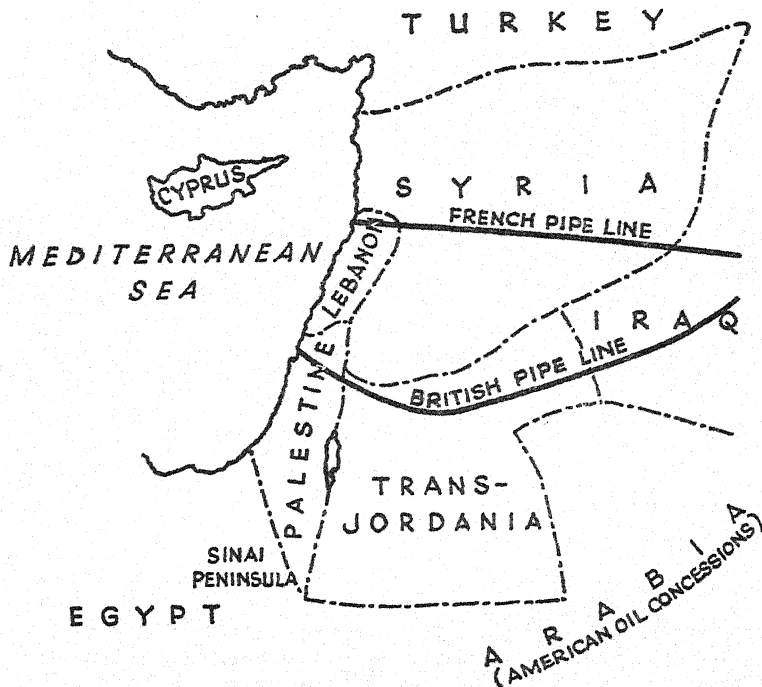 TURKEY
CYPRUS
SYRIA
FRENCH PIPE LINE
MEDITERRANEAN
SEA
LEBANON
IRAQ
PALESTINE
BRITISH PIPE LINE
TRANS-
JORDANIA
SINAI
PENINSULA
EGYPT
ARABIA
(AMERICAN OIL CONCESSIONS)